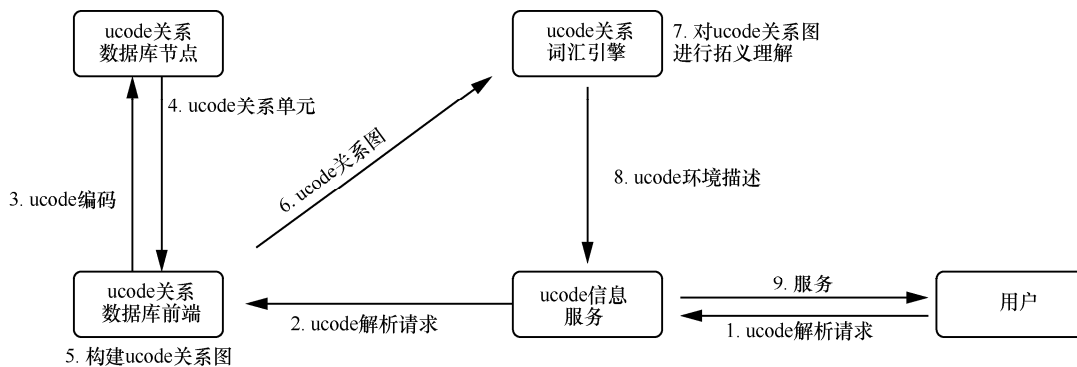 ucode关系
数据库节点
ucode关系
词汇引擎
7. 对ucode关系图
进行拓义理解
4. ucode关系单元
6. ucode关系图
3. ucode编码
8. ucode环境描述
ucode关系
数据库前端
2. ucode解析请求
ucode信息
服务
9. 服务
1. ucode解析请求
用户
5. 构建ucode关系图